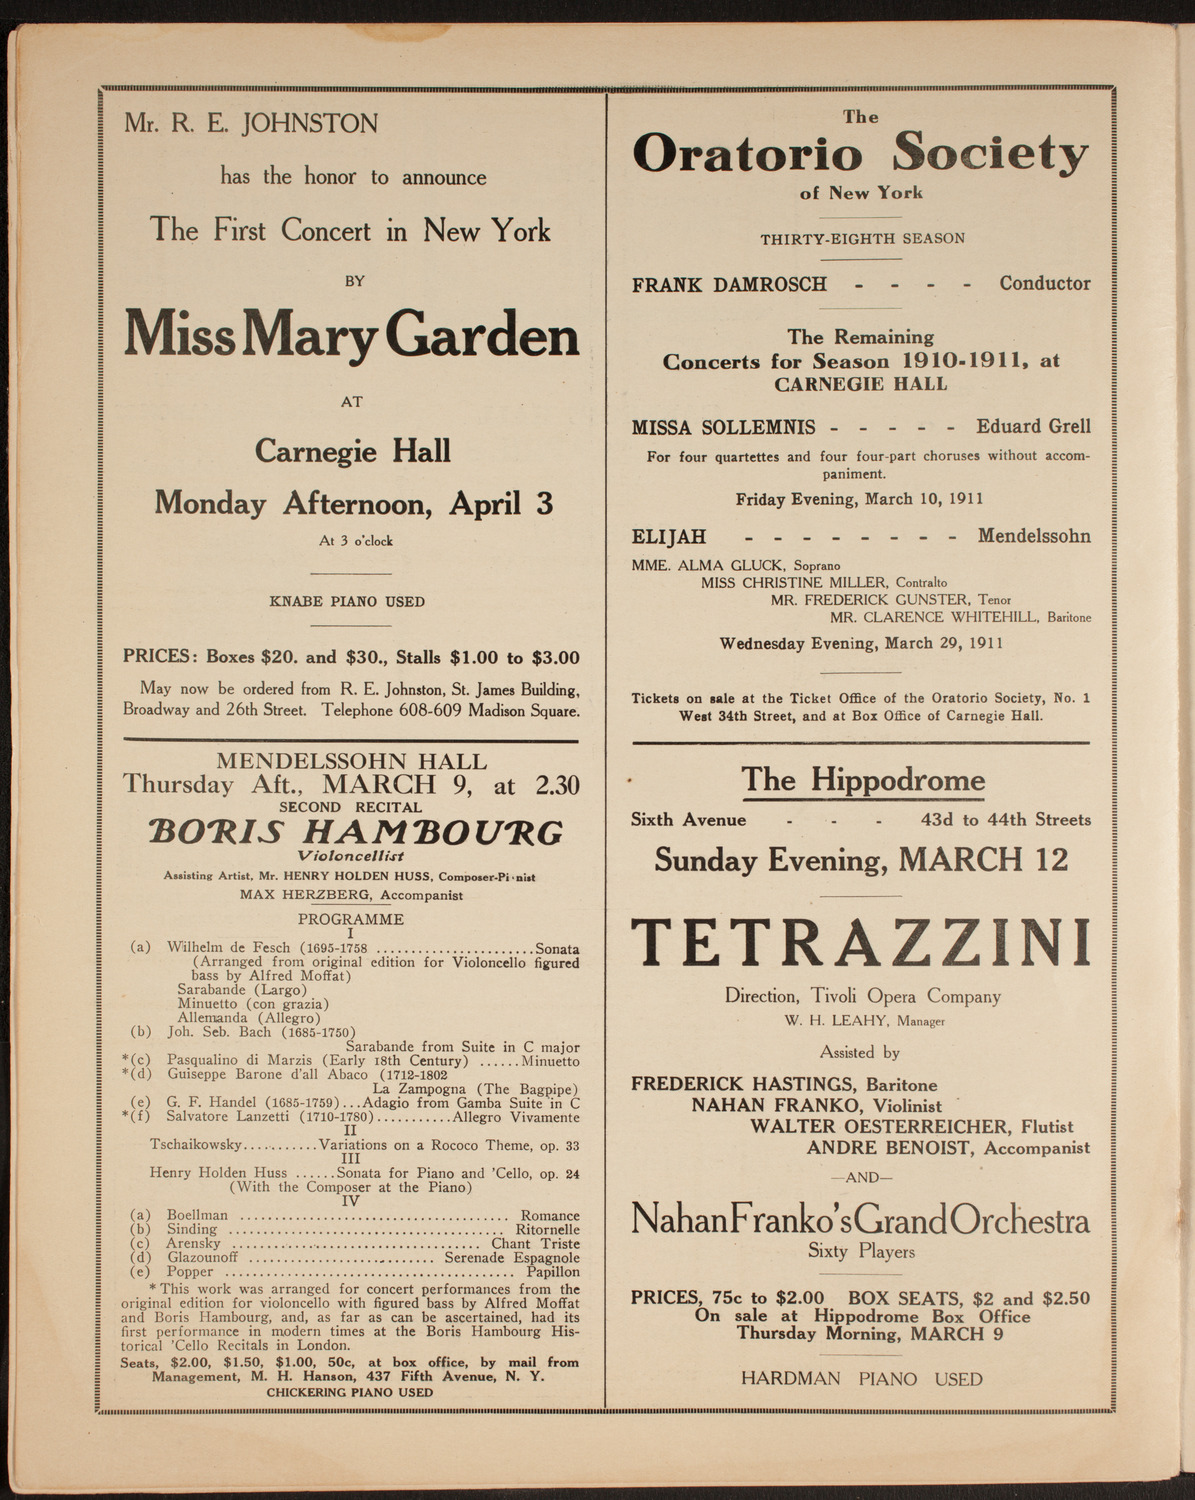 Mr. R. E. JOHNSTON
has the honor to announce
The First Concert in New York
BY
Miss Mary Garden
AT
Carnegie Hall
Monday Afternoon, April 3
At 3 o'clock
KNABE PIANO USED
PRICES: Boxes $20. and $30., Stalls $1.00 to $3.00
May now be ordered from R. E. Johnston, St. James Building,
Broadway and 26th Street. Telephone 608-609 Madison Square.
MENDELSSOHN HALL
Thursday Aft., MARCH 9, at 2.30
SECOND RECITAL
BORIS HAMBOURG
Violoncellist
Assisting Artist, Mr. HENRY HOLDEN HUSS, Composer-Pianist
MAX HERZBERG, Accompanist
PROGRAMME
I
(a) Wilhelm de Fesch (1695-1758 ....................Sonata
(Arranged from original edition for Violoncello figured
bass by Alfred Moffat)
Sarabande (Largo)
Minuetto (con grazia)
Allemanda (Allegro)
(b) Joh. Seb. Bach (1685-1750)
Sarabande from Suite in C major
*(c) Pasqualino di Marzis (Early 18th Century) ......Minuetto
*(d) Guiseppe Barone d'all Abaco (1712-1802
La Zampogna (The Bagpipe)
(e) G. F. Handel (1685-1759)...Adagio from Gamba Suite in C
*(f) Salvatore Lanzetti (1710-1780)...........Allegro Vivamente
II
Tschaikowsky...........Variations on a Rococo Theme, op. 33
III
Henry Holden Huss ......Sonata for Piano and 'Cello, op. 24
(With the Composer at the Piano)
IV
(a) Boellman ...................................... Romance
(b) Sinding ....................................... Ritornelle
(c) Arensky ................................... Chant Triste
(d) Glazounoff .......................... Serenade Espagnole
(e) Popper ......................................... Papillon
* This work was arranged for concert performances from the
original edition for violoncello with figured bass by Alfred Moffat
and Boris Hambourg, and, as far as can be ascertained, had its
first performance in modern times at the Boris Hambourg His-
torical 'Cello Recitals in London.
Seats, $2.00, $1.50, $1.00, 50c, at box office, by mail from
Management, M. H. Hanson, 437 Fifth Avenue, N. Y.
CHICKERING PIANO USED
The
Oratorio Society
of New York
THIRTY-EIGHTH SEASON
FRANK DAMROSCH - - - - Conductor
The Remaining
Concerts for Season 1910-1911, at
CARNEGIE HALL
MISSA SOLLEMNIS - - - - - Eduard Grell
For four quartettes and four four-part choruses without accom-
paniment.
Friday Evening, March 10, 1911
ELIJAH - - - - - - - - Mendelssohn
MME. ALMA GLUCK, Soprano
MISS CHRISTINE MILLER, Contralto
MR. FREDERICK GUNSTER, Tenor
MR. CLARENCE WHITEHILL, Baritone
Wednesday Evening, March 29, 1911
Tickets on sale at the Ticket Office of the Oratorio Society, No. 1
West 34th Street, and at Box Office of Carnegie Hall.
The Hippodrome
Sixth Avenue - - - 43d to 44th Streets
Sunday Evening, MARCH 12
TETRAZZINI
Direction, Tivoli Opera Company
W. H. LEAHY, Manager
Assisted by
FREDERICK HASTINGS, Baritone
NAHAN FRANKO, Violinist
WALTER OESTERREICHER, Flutist
ANDRE BENOIST, Accompanist
—AND—
Nahan Franko's Grand Orchestra
Sixty Players
PRICES, 75c to $2.00 BOX SEATS, $2 and $2.50
On sale at Hippodrome Box Office
Thursday Morning, MARCH 9
HARDMAN PIANO USED